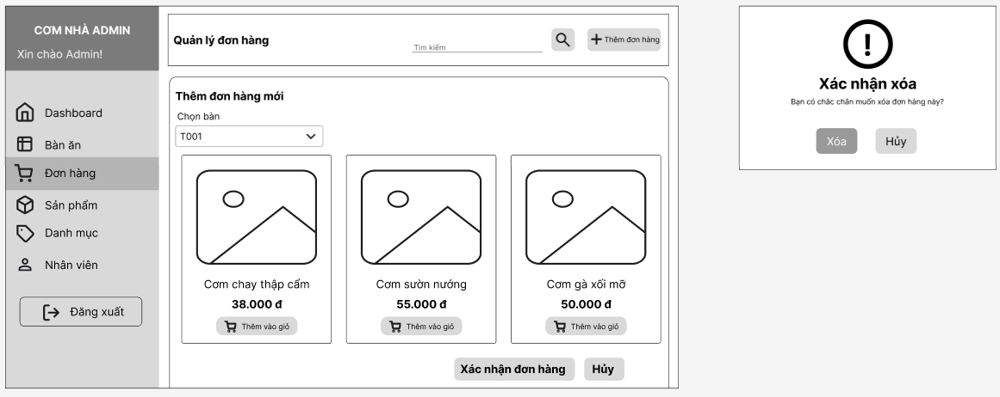 CƠM NHÀ ADMIN
Xin chào Admin!
Dashboard
Bàn ăn
Đơn hàng
Sản phẩm
Danh mục
Nhân viên
Đăng xuất
Quản lý đơn hàng
Tìm kiếm
Thêm đơn hàng
Thêm đơn hàng mới
Chọn bàn
T001
Cơm chay thập cẩm
38.000 đ
Thêm vào giỏ
Cơm sườn nướng
55.000 đ
Thêm vào giỏ
Cơm gà xối mỡ
50.000 đ
Thêm vào giỏ
Xác nhận đơn hàng
Hủy
Xác nhận xóa
Bạn có chắc chắn muốn xóa đơn hàng này?
Xóa
Hủy